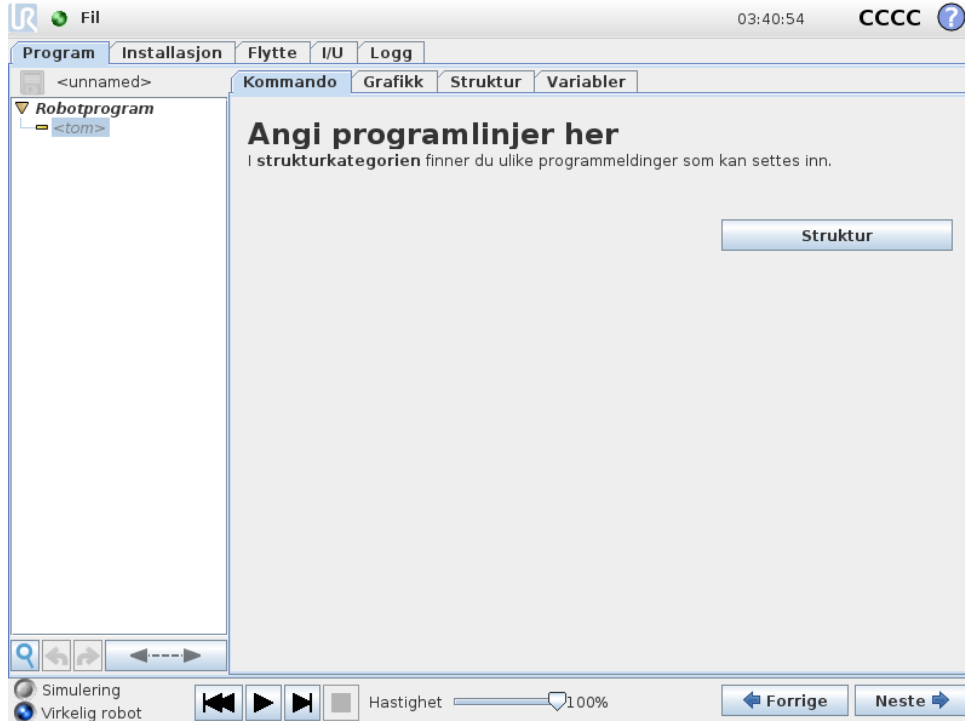 UR Fil 03:40:54 CCCC ?
Program Installasjon Flytte I/U Logg
<unnamed> Kommando Grafikk Struktur Variabler
Robotprogram
<tom>
Angi programlinjer her
I strukturkategorien finner du ulike programmeldinger som kan settes inn.
Struktur
Simulering
Virkelig robot
Hastighet 100%
Forrige Neste